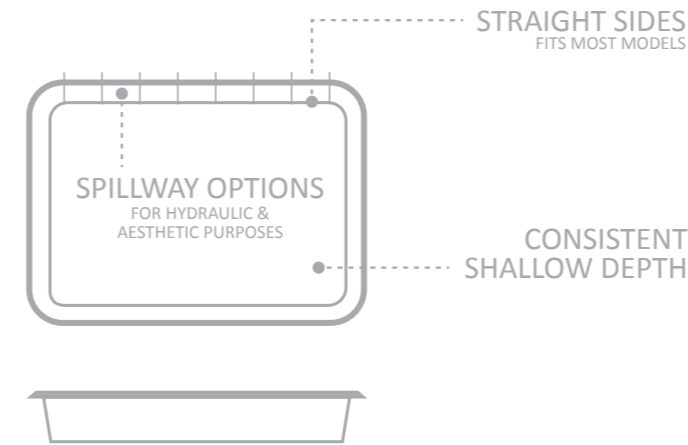 STRAIGHT SIDES
FITS MOST MODELS
SPILLWAY OPTIONS
FOR HYDRAULIC &
AESTHETIC PURPOSES
CONSISTENT
SHALLOW DEPTH